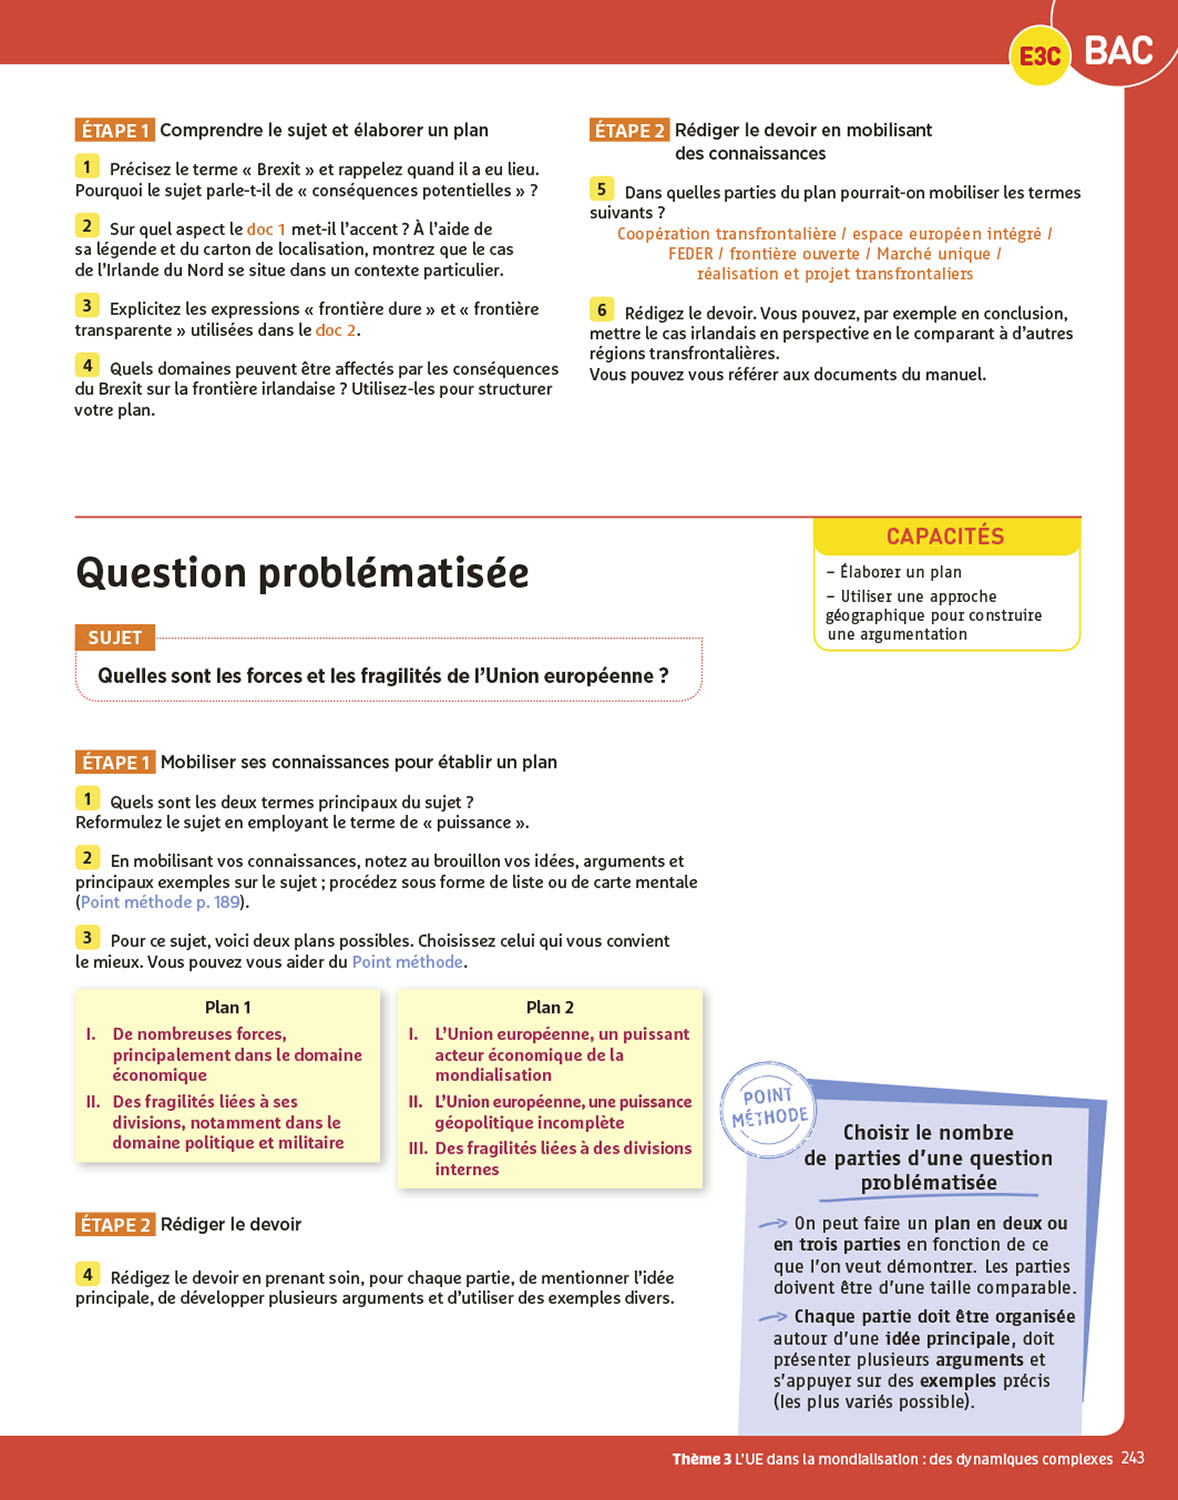 E3C BAC
ÉTAPE 1 Comprendre le sujet et élaborer un plan
1 Précisez le terme « Brexit » et rappelez quand il a eu lieu.
Pourquoi le sujet parle-t-il de « conséquences potentielles » ?
2 Sur quel aspect le doc 1 met-il l'accent ? À l'aide de
sa légende et du carton de localisation, montrez que le cas
de l'Irlande du Nord se situe dans un contexte particulier.
3 Explicitez les expressions « frontière dure » et « frontière
transparente » utilisées dans le doc 2.
4 Quels domaines peuvent être affectés par les conséquences
du Brexit sur la frontière irlandaise ? Utilisez-les pour structurer
votre plan.
ÉTAPE 2 Rédiger le devoir en mobilisant
des connaissances
5 Dans quelles parties du plan pourrait-on mobiliser les termes
suivants ?
Coopération transfrontalière / espace européen intégré /
FEDER / frontière ouverte / Marché unique /
réalisation et projet transfrontaliers
6 Rédigez le devoir. Vous pouvez, par exemple en conclusion,
mettre le cas irlandais en perspective en le comparant à d'autres
régions transfrontalières.
Vous pouvez vous référer aux documents du manuel.
Question problématisée
CAPACITÉS
– Élaborer un plan
– Utiliser une approche
géographique pour construire
une argumentation
SUJET
Quelles sont les forces et les fragilités de l'Union européenne ?
ÉTAPE 1 Mobiliser ses connaissances pour établir un plan
1 Quels sont les deux termes principaux du sujet ?
Reformulez le sujet en employant le terme de « puissance ».
2 En mobilisant vos connaissances, notez au brouillon vos idées, arguments et
principaux exemples sur le sujet ; procédez sous forme de liste ou de carte mentale
(Point méthode p. 189).
3 Pour ce sujet, voici deux plans possibles. Choisissez celui qui vous convient
le mieux. Vous pouvez vous aider du Point méthode.
Plan 1
I. De nombreuses forces,
principalement dans le domaine
économique
II. Des fragilités liées à ses
divisions, notamment dans le
domaine politique et militaire
Plan 2
I. L'Union européenne, un puissant
acteur économique de la
mondialisation
II. L'Union européenne, une puissance
géopolitique incomplète
III. Des fragilités liées à des divisions
internes
ÉTAPE 2 Rédiger le devoir
4 Rédigez le devoir en prenant soin, pour chaque partie, de mentionner l'idée
principale, de développer plusieurs arguments et d'utiliser des exemples divers.
POINT
MÉTHODE
Choisir le nombre
de parties d'une question
problématisée
On peut faire un plan en deux ou
en trois parties en fonction de ce
que l'on veut démontrer. Les parties
doivent être d'une taille comparable.
Chaque partie doit être organisée
autour d'une idée principale, doit
présenter plusieurs arguments et
s'appuyer sur des exemples précis
(les plus variés possible).
Thème 3 L'UE dans la mondialisation : des dynamiques complexes 243